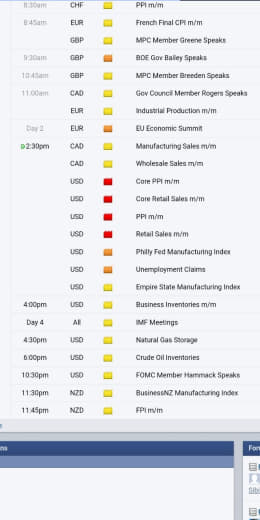 8:30am CHF PPI m/m
8:45am EUR French Final CPI m/m
GBP MPC Member Greene Speaks
9:30am GBP BOE Gov Bailey Speaks
10:45am GBP MPC Member Breeden Speaks
11:00am CAD Gov Council Member Rogers Speaks
EUR Industrial Production m/m
Day 2 EUR EU Economic Summit
2:30pm CAD Manufacturing Sales m/m
CAD Wholesale Sales m/m
USD Core PPI m/m
USD Core Retail Sales m/m
USD PPI m/m
USD Retail Sales m/m
USD Philly Fed Manufacturing Index
USD Unemployment Claims
USD Empire State Manufacturing Index
4:00pm USD Business Inventories m/m
Day 4 All IMF Meetings
4:30pm USD Natural Gas Storage
6:00pm USD Crude Oil Inventories
10:30pm USD FOMC Member Hammack Speaks
11:30pm NZD BusinessNZ Manufacturing Index
11:45pm NZD FPI m/m